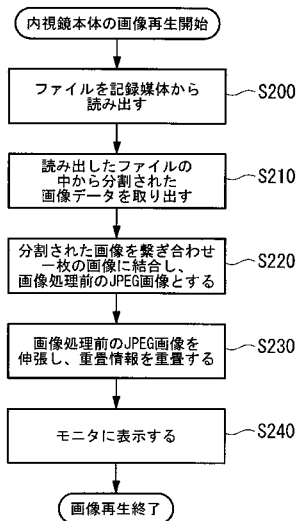 内視鏡本体の画像再生開始
ファイルを記録媒体から
読み出す
S200
読み出したファイルの
中から分割された
画像データを取り出す
S210
分割された画像を繋ぎ合わせ
一枚の画像に結合し、
画像処理前のJPEG画像とする
S220
画像処理前のJPEG画像を
伸張し、重畳情報を重畳する
S230
モニタに表示する
S240
画像再生終了